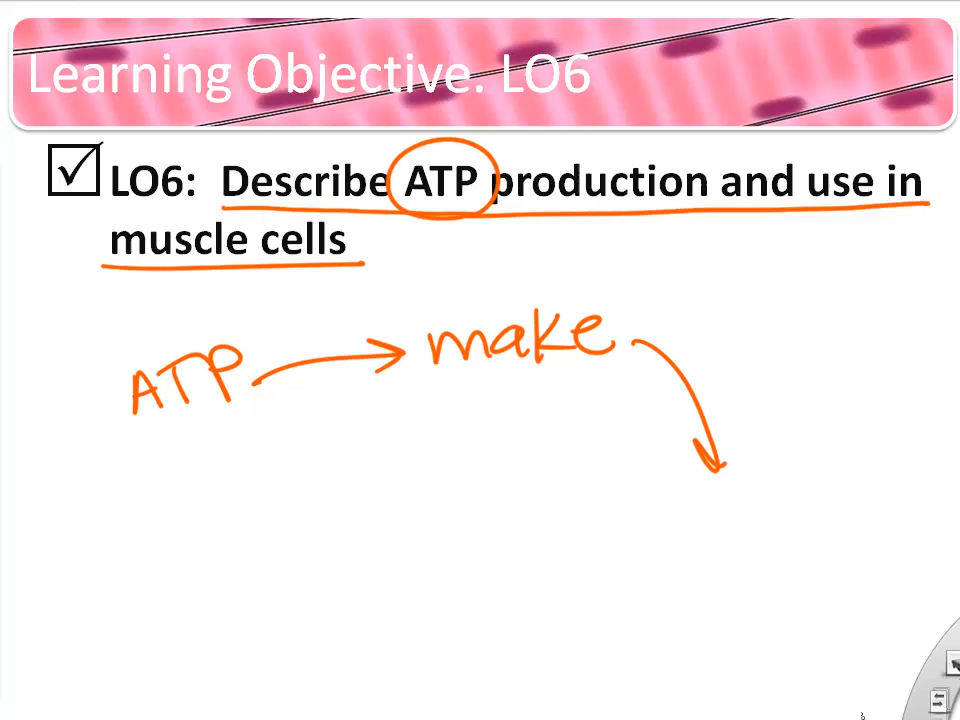 Learning Objective. LO6
LO6: Describe ATP production and use in
muscle cells
ATP make